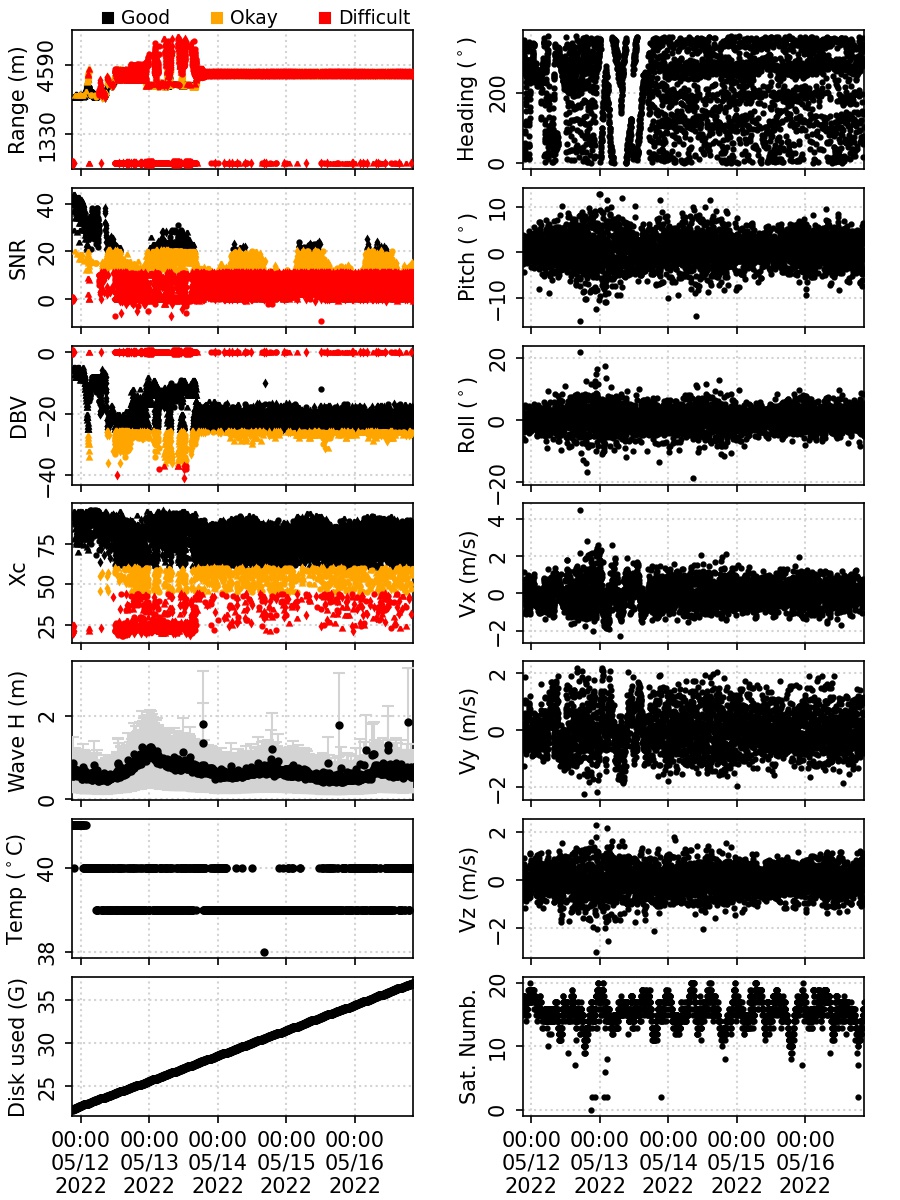 Good Okay Difficult
Range (m)
4590
1330
Heading (°)
200
0
SNR
40
20
0
Pitch (°)
10
0
−10
DBV
0
−20
−40
Roll (°)
20
0
−20
Xc
75
50
25
Vx (m/s)
4
2
0
−2
Wave H (m)
2
0
Vy (m/s)
2
0
−2
Temp (°C)
40
38
Vz (m/s)
2
0
−2
Disk used (G)
35
30
25
Sat. Numb.
20
10
0
00:00 00:00 00:00 00:00 00:00
05/12 05/13 05/14 05/15 05/16
2022 2022 2022 2022 2022
00:00 00:00 00:00 00:00 00:00
05/12 05/13 05/14 05/15 05/16
2022 2022 2022 2022 2022